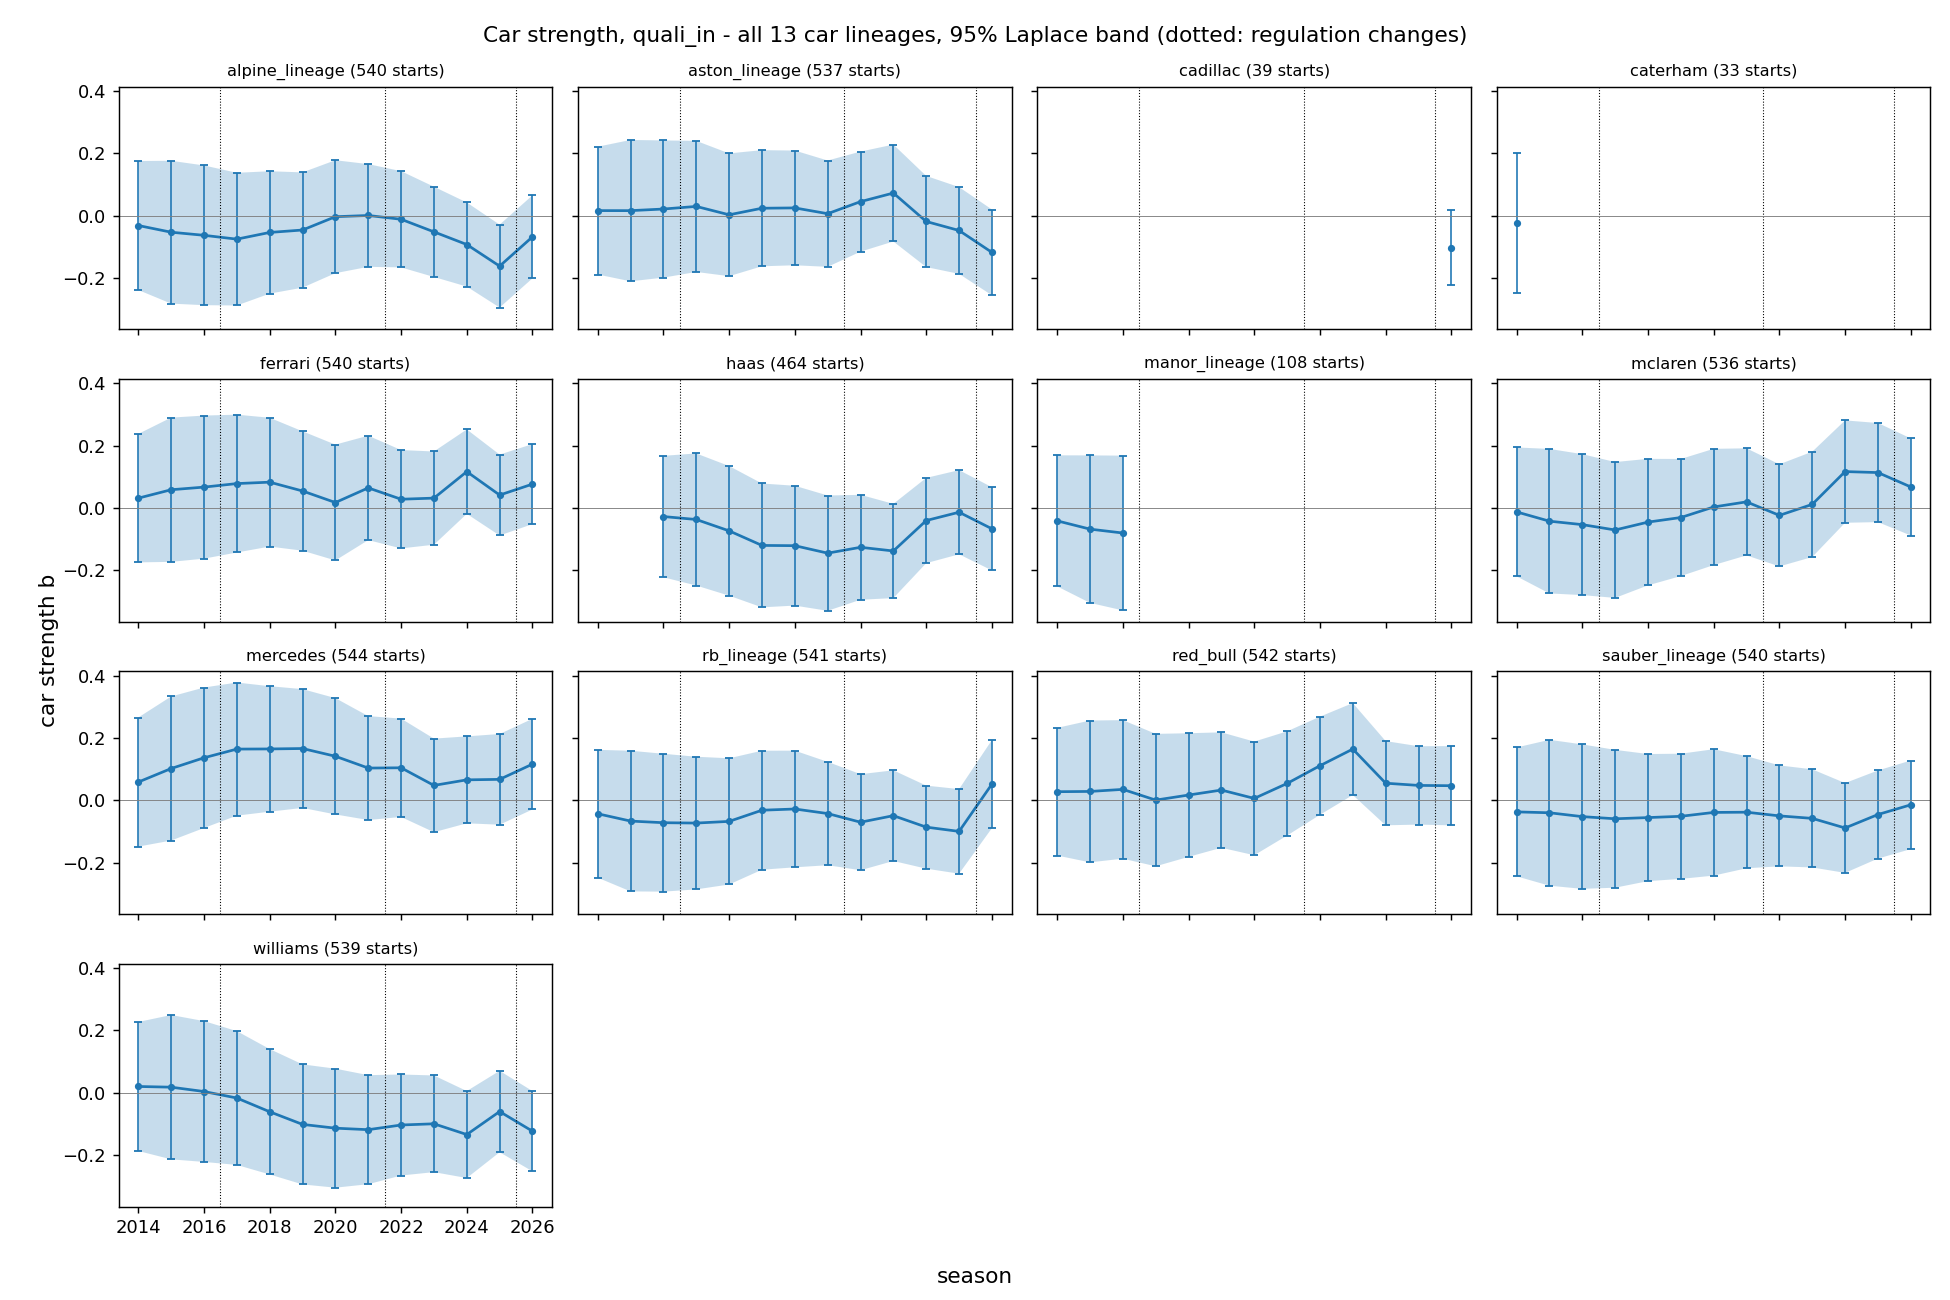 Car strength, quali_in - all 13 car lineages, 95% Laplace band (dotted: regulation changes)
alpine_lineage (540 starts)
aston_lineage (537 starts)
cadillac (39 starts)
caterham (33 starts)
0.4
0.2
0.0
−0.2
ferrari (540 starts)
haas (464 starts)
manor_lineage (108 starts)
mclaren (536 starts)
0.4
0.2
0.0
−0.2
car strength b
mercedes (544 starts)
rb_lineage (541 starts)
red_bull (542 starts)
sauber_lineage (540 starts)
0.4
0.2
0.0
−0.2
williams (539 starts)
0.4
0.2
0.0
−0.2
2014 2016 2018 2020 2022 2024 2026
season